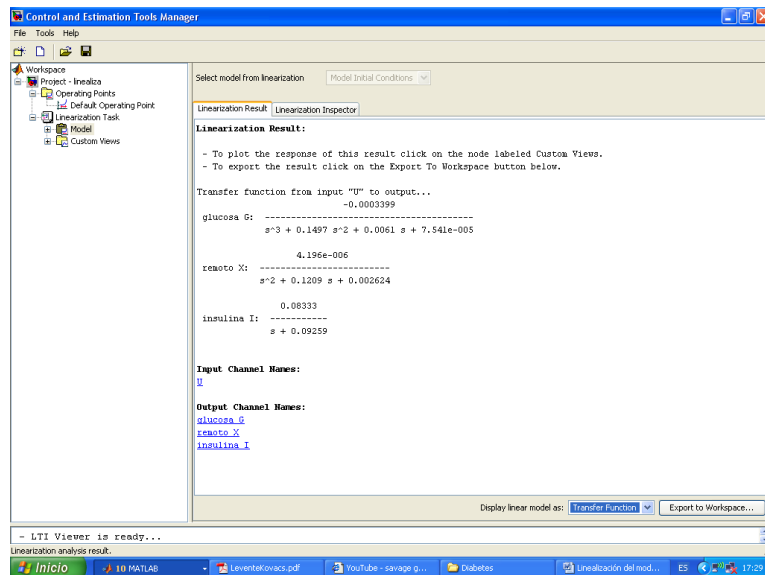 Control and Estimation Tools Manager
File Tools Help
Workspace
Project - linealiza
Operating Points
Default Operating Point
Linearization Task
Model
Custom Views
Select model from linearization Model Initial Conditions
Linearization Result Linearization Inspector
Linearization Result:
- To plot the response of this result click on the node labeled Custom Views.
- To export the result click on the Export To Workspace button below.
Transfer function from input "U" to output...
-0.0003399
glucosa G: -----------------------------------------
s^3 + 0.1497 s^2 + 0.0061 s + 7.541e-005
4.196e-006
remoto X: -------------------------
s^2 + 0.1209 s + 0.002624
0.08333
insulina I: -----------
s + 0.09259
Input Channel Names:
U
Output Channel Names:
glucosa G
remoto X
insulina I
Display linear model as: Transfer Function Export to Workspace...
- LTI Viewer is ready...
Linearization analysis result.
Inicio 10 MATLAB LeventeKovacs.pdf YouTube - savage g... Diabetes Linealización del mod... ES 17:29